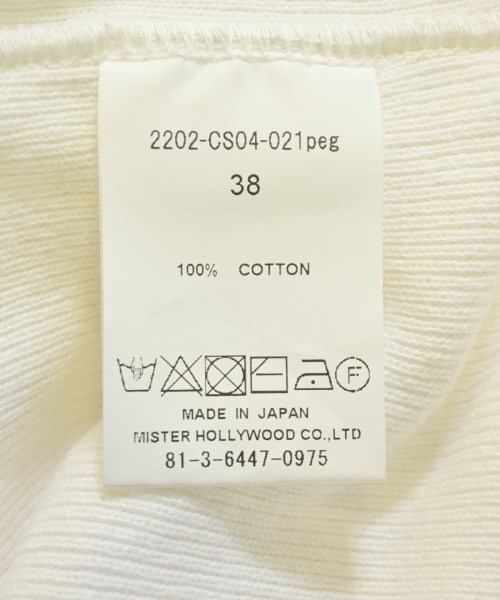 2202-CS04-021peg
38
100% COTTON
F
MADE IN JAPAN
MISTER HOLLYWOOD CO.,LTD
81-3-6447-0975